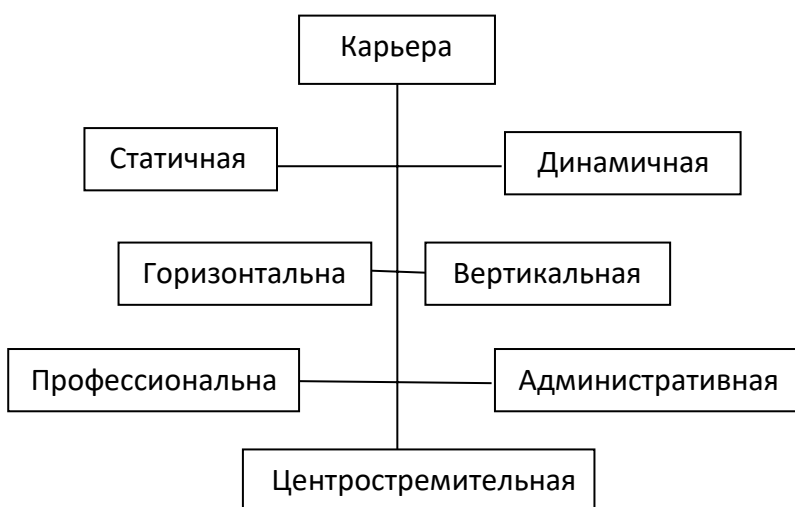 Карьера
Статичная
Динамичная
Горизонтальна
Вертикальная
Профессиональна
Административная
Центростремительная